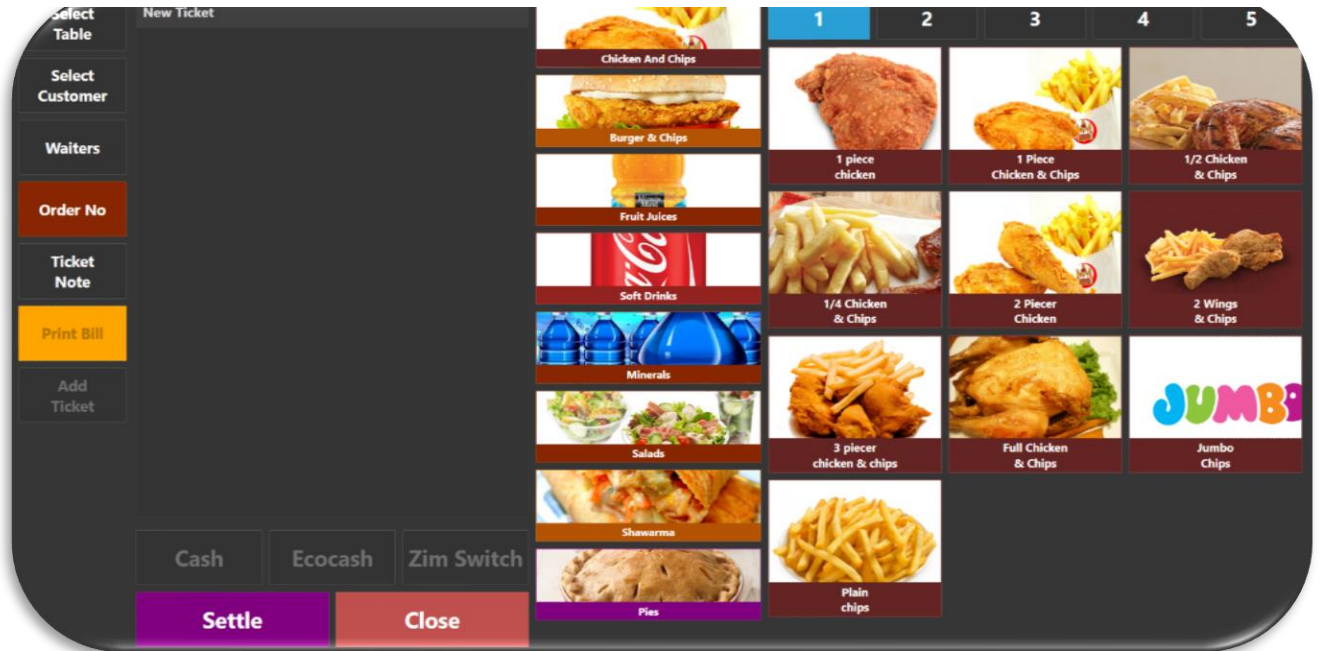 Select
Table
Select
Customer
Waiters
Order No
Ticket
Note
Print Bill
Add
Ticket
New Ticket
Cash
Ecocash
Zim Switch
Settle
Close
Chicken And Chips
Burger & Chips
Fruit Juices
Soft Drinks
Minerals
Salads
Shawarma
Pies
1
2
3
4
5
1 piece
chicken
1 Piece
Chicken & Chips
1/2 Chicken
& Chips
1/4 Chicken
& Chips
2 Piecer
Chicken
2 Wings
& Chips
3 piecer
chicken & chips
Full Chicken
& Chips
JUMBO
Jumbo
Chips
Plain
chips